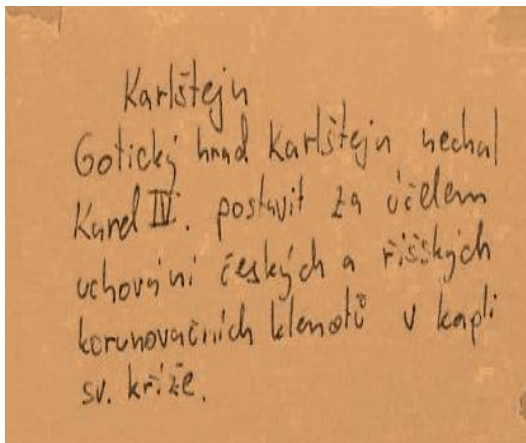 Karlštejn
Gotický hrad Karlštejn nechal
Karel IV. postavit za účelem
uchování českých a říšských
korunovačních klenotů v kapli
sv. kříže.